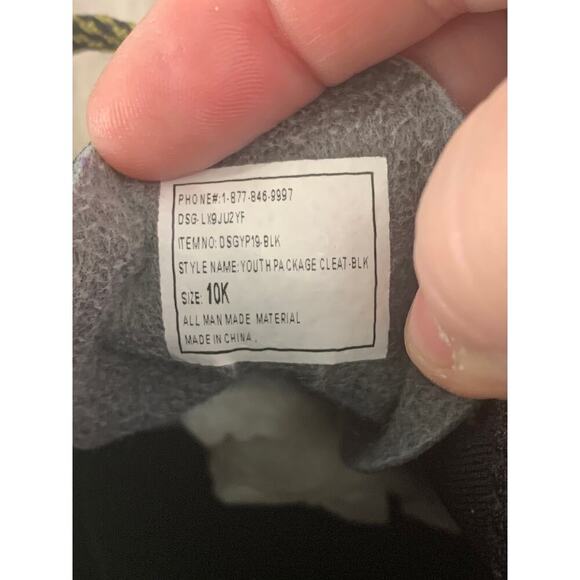 PHONE#:1-877-846-9997
DSG-LX9JU2YF
ITEM NO: DSGYP19-BLK
STYLE NAME: YOUTH PACKAGE CLEAT-BLK
SIZE: 10K
ALL MAN MADE MATERIAL
MADE IN CHINA.